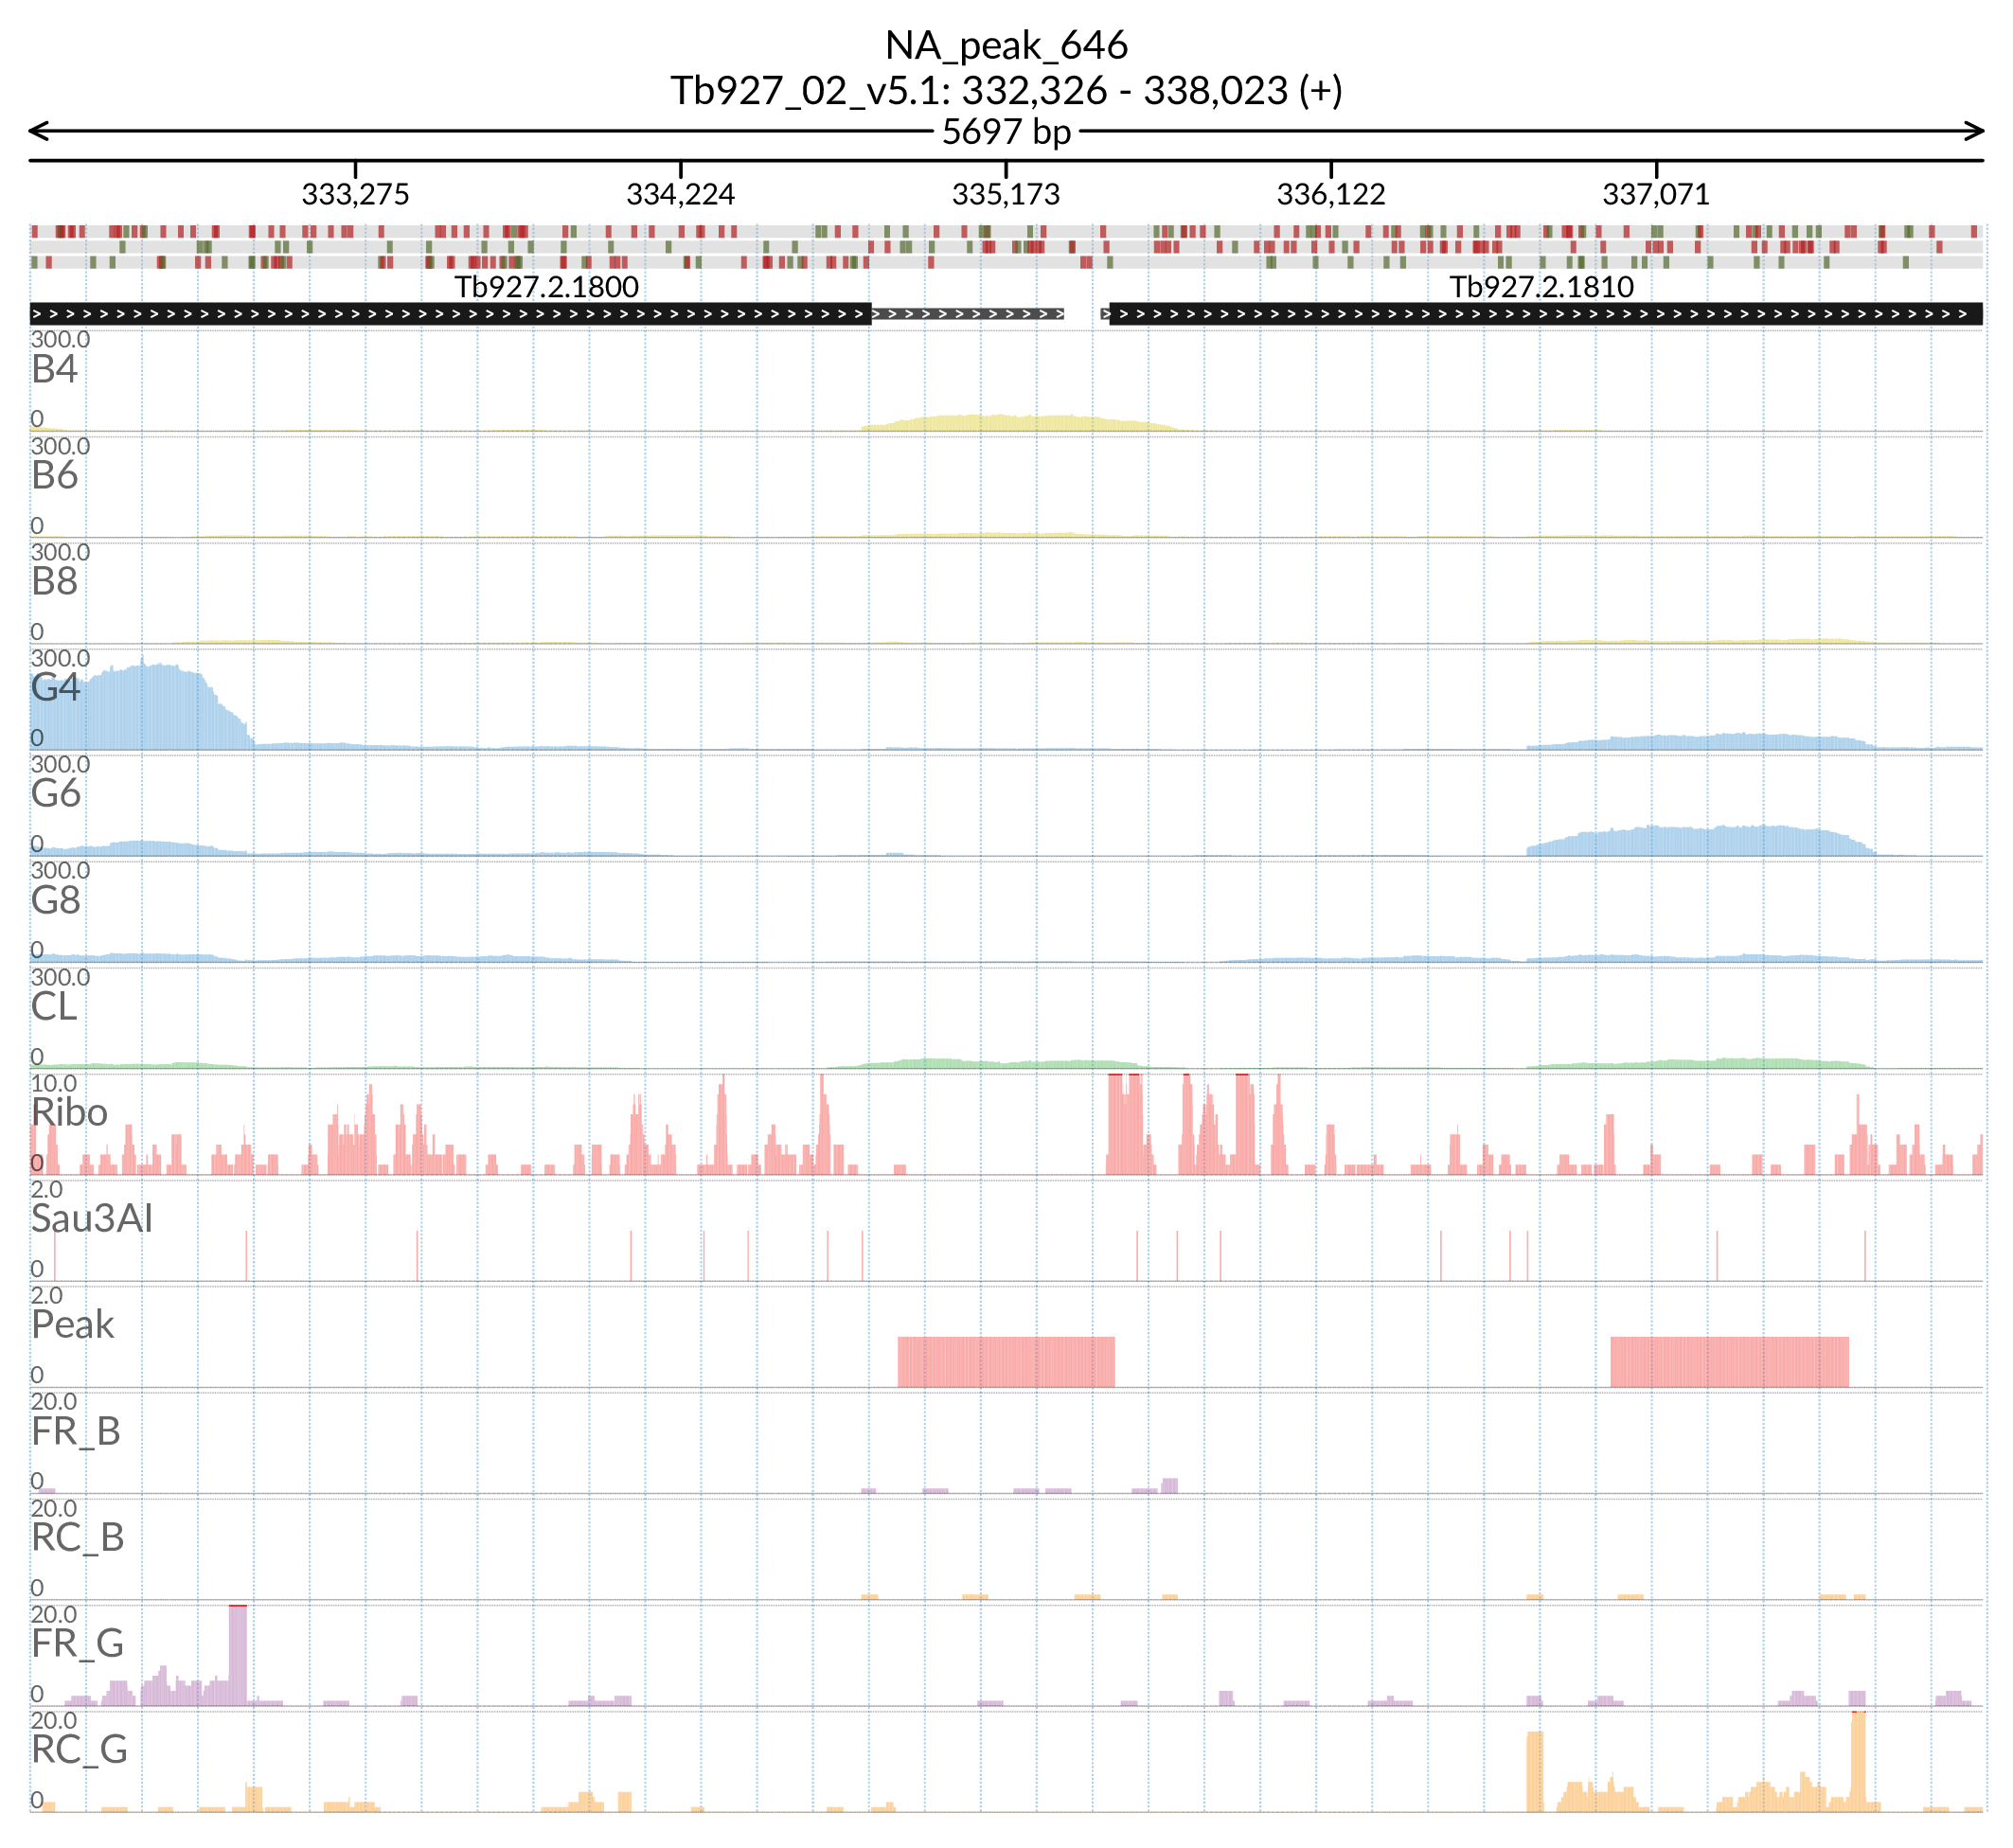 NA_peak_646
Tb927_02_v5.1: 332,326 - 338,023 (+)
5697 bp
333,275 334,224 335,173 336,122 337,071
Tb927.2.1800 Tb927.2.1810
300.0
B4
0
300.0
B6
0
300.0
B8
0
300.0
G4
0
300.0
G6
0
300.0
G8
0
300.0
CL
0
10.0
Ribo
0
2.0
Sau3AI
0
2.0
Peak
0
20.0
FR_B
0
20.0
RC_B
0
20.0
FR_G
0
20.0
RC_G
0